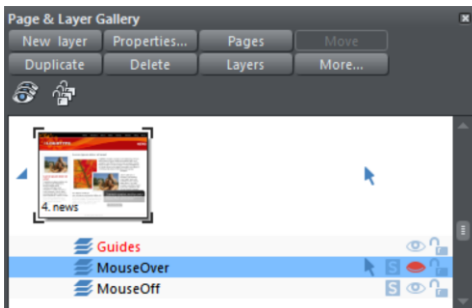 Page & Layer Gallery
New layer Properties... Pages Move
Duplicate Delete Layers More...
4. news
Guides
MouseOver S
MouseOff S